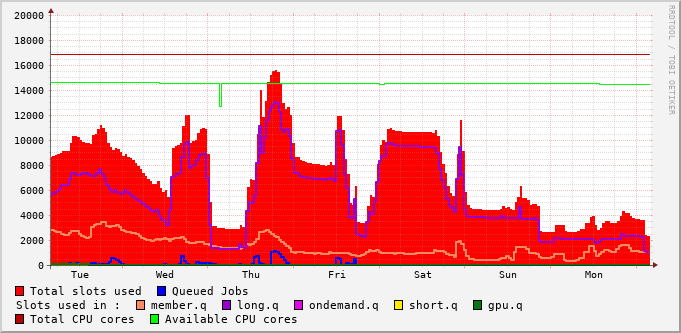 RRDTOOL / TOBI OETIKER
20000
18000
16000
14000
12000
10000
8000
6000
4000
2000
0
Tue Wed Thu Fri Sat Sun Mon
Total slots used Queued Jobs
Slots used in : member.q long.q ondemand.q short.q gpu.q
Total CPU cores Available CPU cores